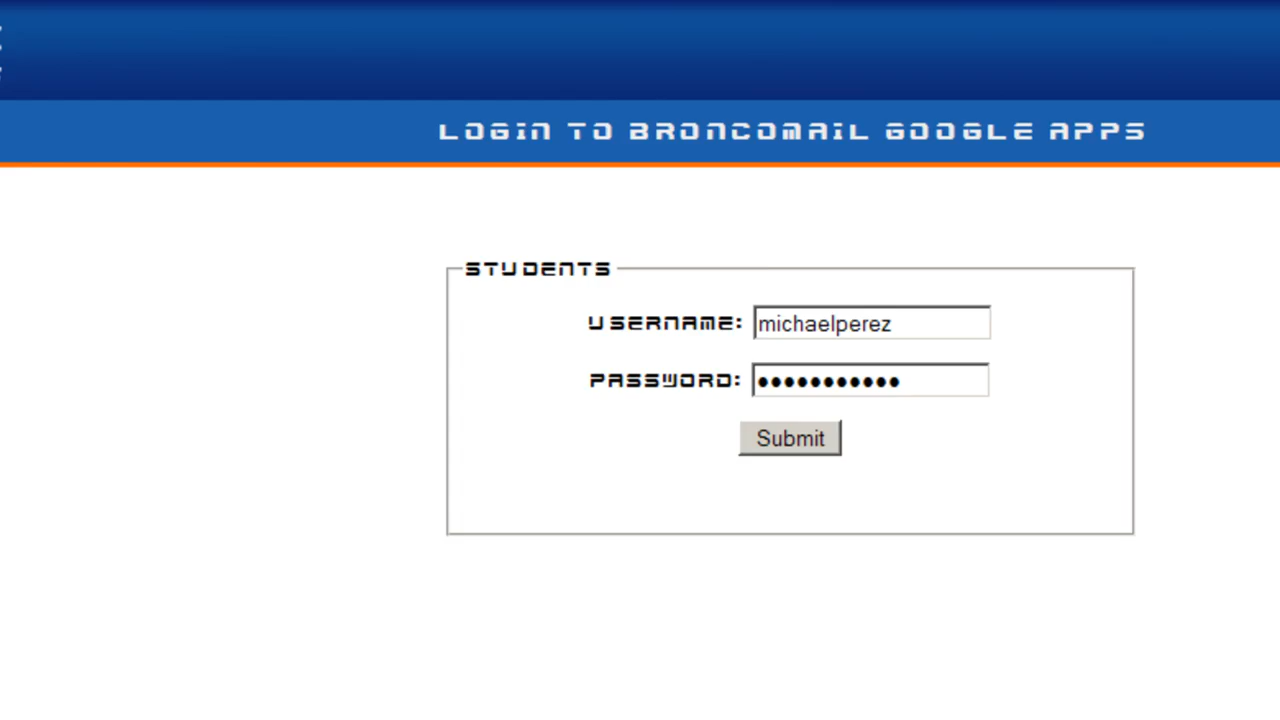 LOGIN TO BRONCOMAIL GOOGLE APPS
STUDENTS
USERNAME: michaelperez
PASSWORD: •••••••••••
Submit